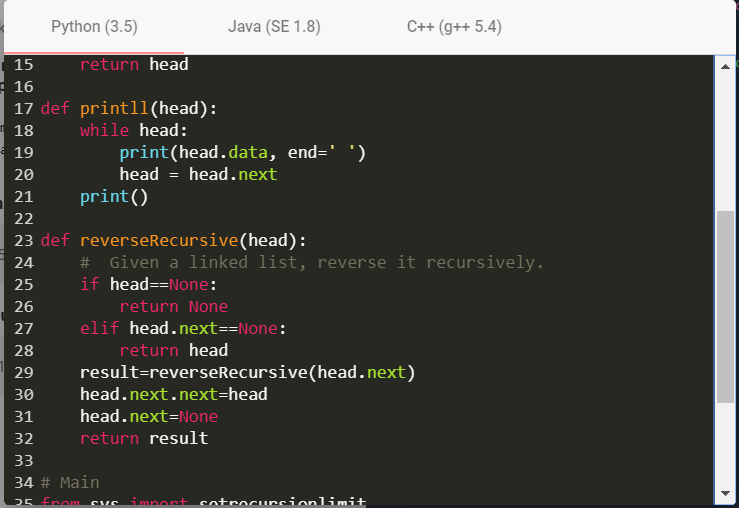 Python (3.5) Java (SE 1.8) C++ (g++ 5.4)
15     return head
16
17 def printll(head):
18     while head:
19         print(head.data, end=' ')
20         head = head.next
21     print()
22
23 def reverseRecursive(head):
24     #  Given a linked list, reverse it recursively.
25     if head==None:
26         return None
27     elif head.next==None:
28         return head
29     result=reverseRecursive(head.next)
30     head.next.next=head
31     head.next=None
32     return result
33
34 # Main
35 from sys import setrecursionlimit